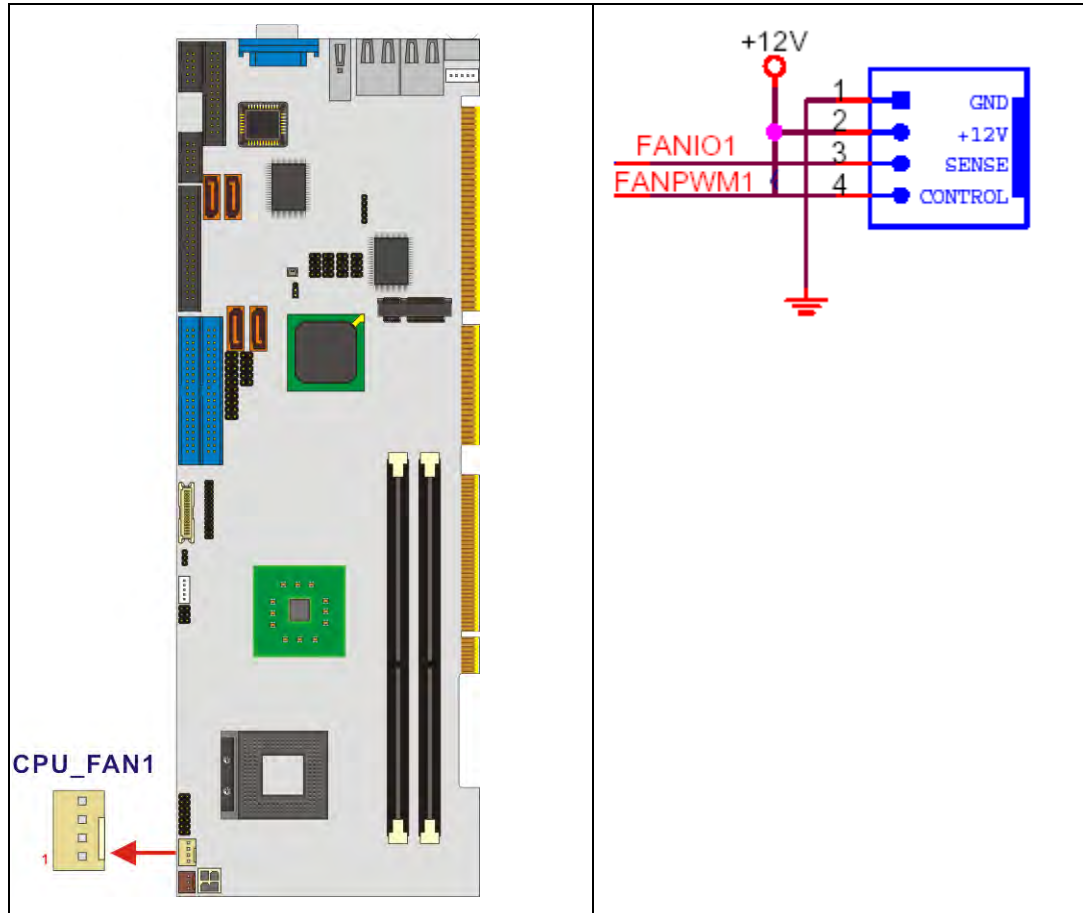 CPU_FAN1
1
+12V
1 GND
2 +12V
FANIO1 3 SENSE
FANPWM1 4 CONTROL